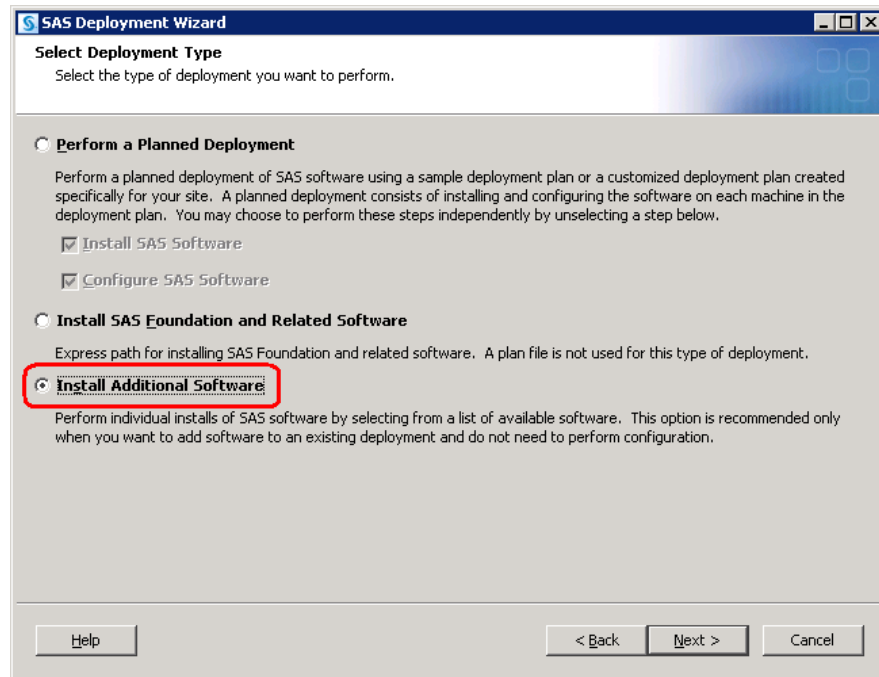 SAS Deployment Wizard
Select Deployment Type
Select the type of deployment you want to perform.
Perform a Planned Deployment
Perform a planned deployment of SAS software using a sample deployment plan or a customized deployment plan created
specifically for your site. A planned deployment consists of installing and configuring the software on each machine in the
deployment plan. You may choose to perform these steps independently by unselecting a step below.
Install SAS Software
Configure SAS Software
Install SAS Foundation and Related Software
Express path for installing SAS Foundation and related software. A plan file is not used for this type of deployment.
Install Additional Software
Perform individual installs of SAS software by selecting from a list of available software. This option is recommended only
when you want to add software to an existing deployment and do not need to perform configuration.
Help
< Back
Next >
Cancel